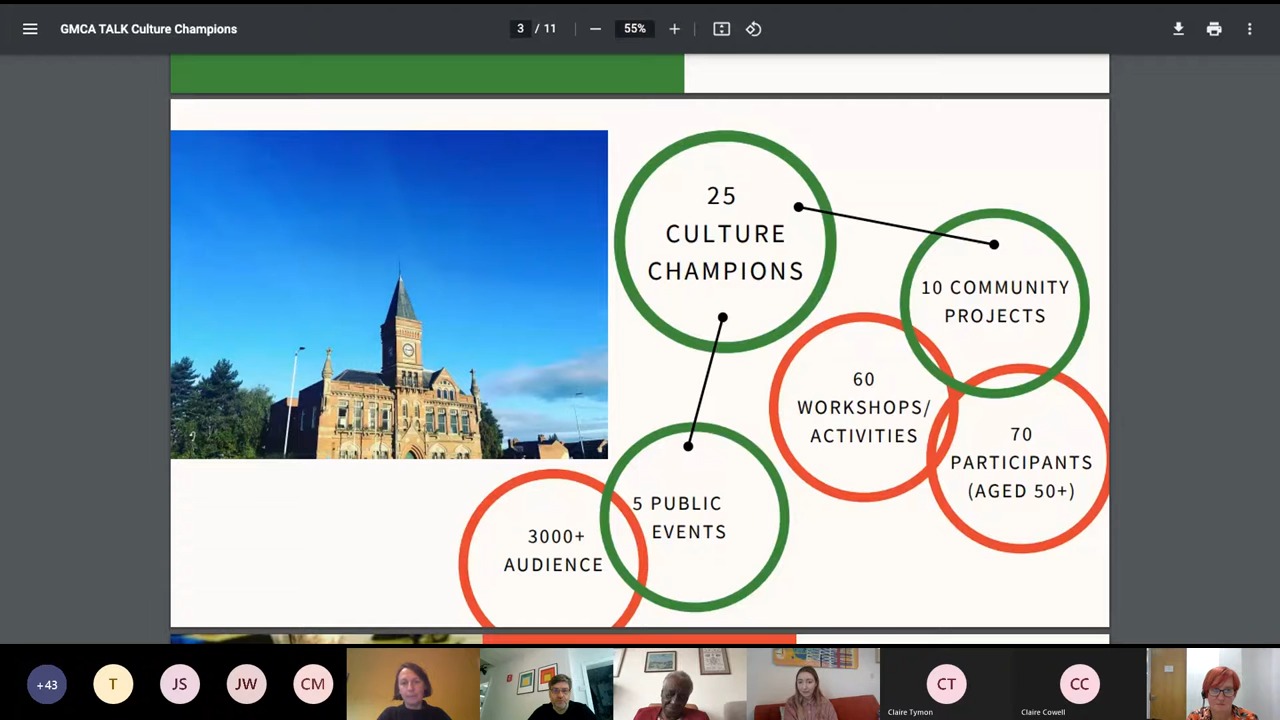 GMCA TALK Culture Champions
3 / 11
55%
25
CULTURE
CHAMPIONS
10 COMMUNITY
PROJECTS
60
WORKSHOPS/
ACTIVITIES
70
PARTICIPANTS
(AGED 50+)
5 PUBLIC
EVENTS
3000+
AUDIENCE
+43
T
JS
JW
CM
CT
CC
Claire Tymon
Claire Cowell